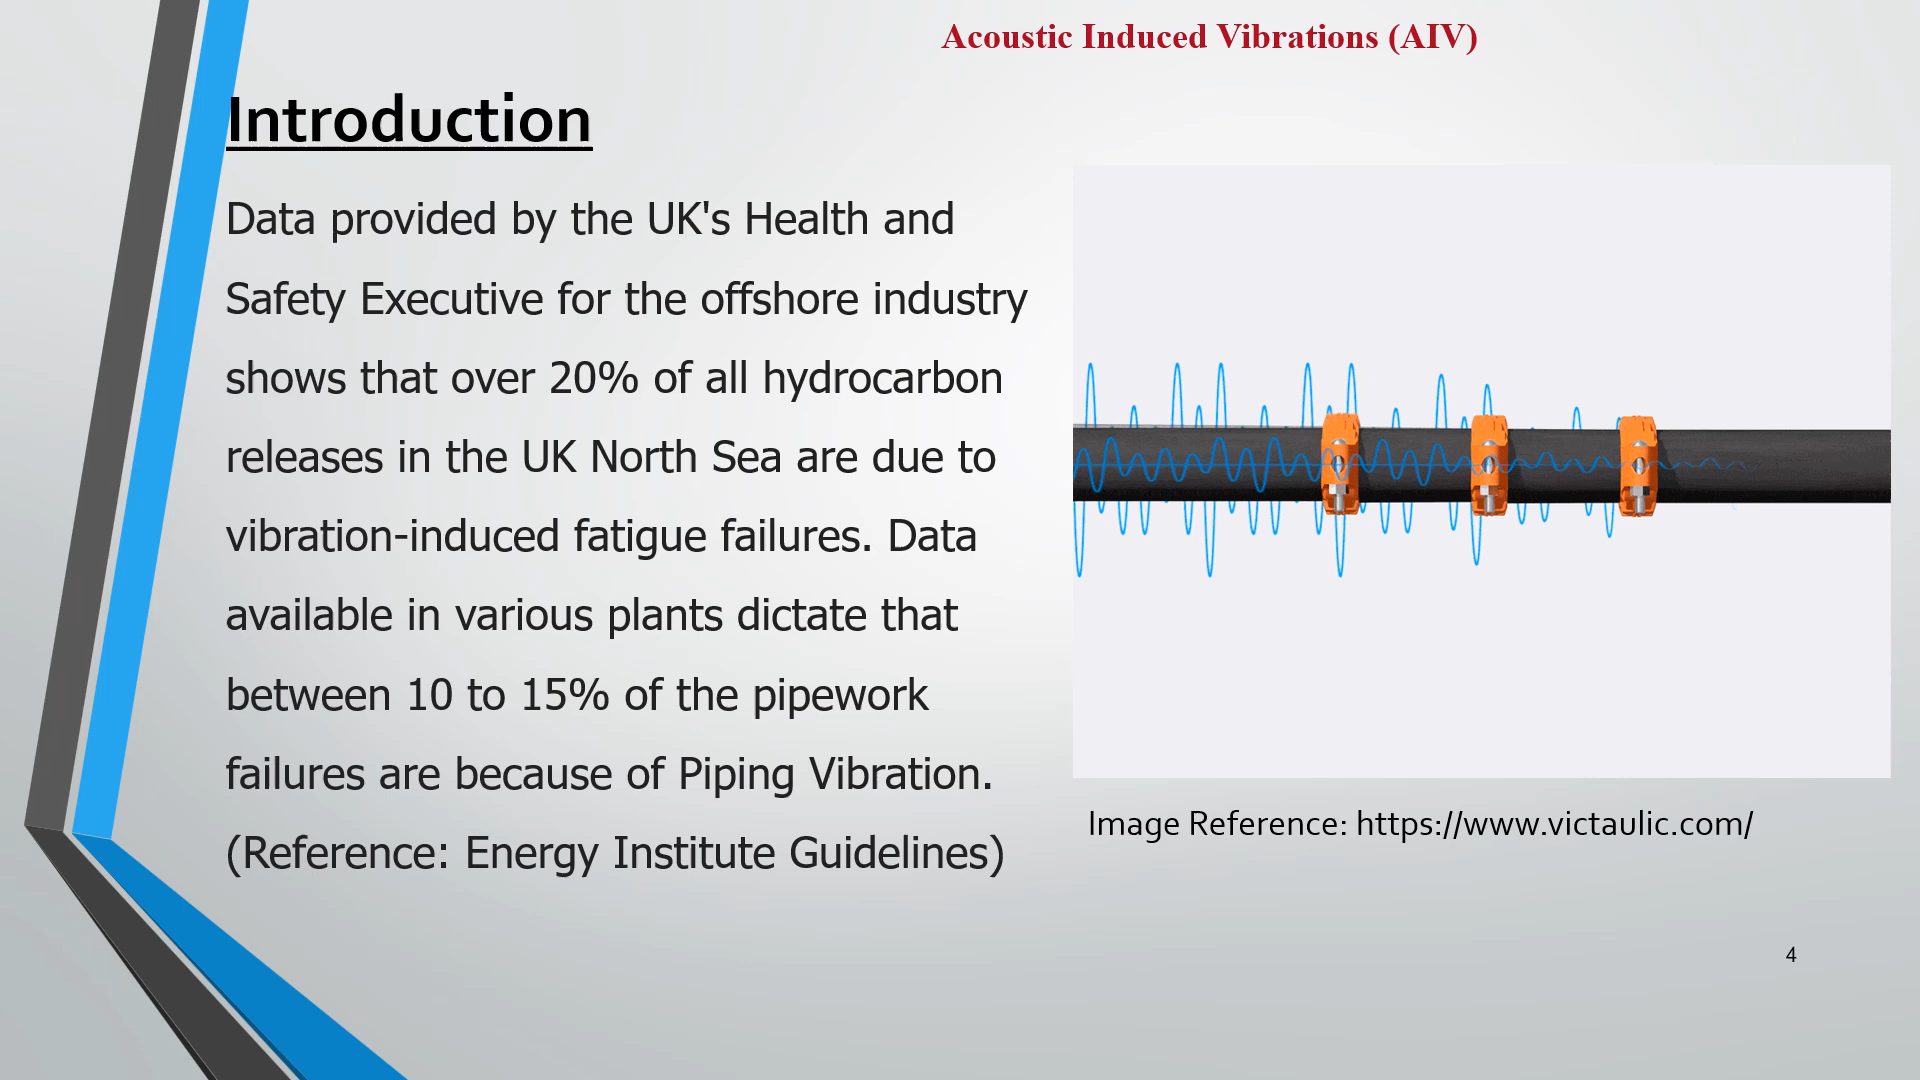 Acoustic Induced Vibrations (AIV)
Introduction
Data provided by the UK's Health and
Safety Executive for the offshore industry
shows that over 20% of all hydrocarbon
releases in the UK North Sea are due to
vibration-induced fatigue failures. Data
available in various plants dictate that
between 10 to 15% of the pipework
failures are because of Piping Vibration.
(Reference: Energy Institute Guidelines)
Image Reference: https://www.victaulic.com/
4